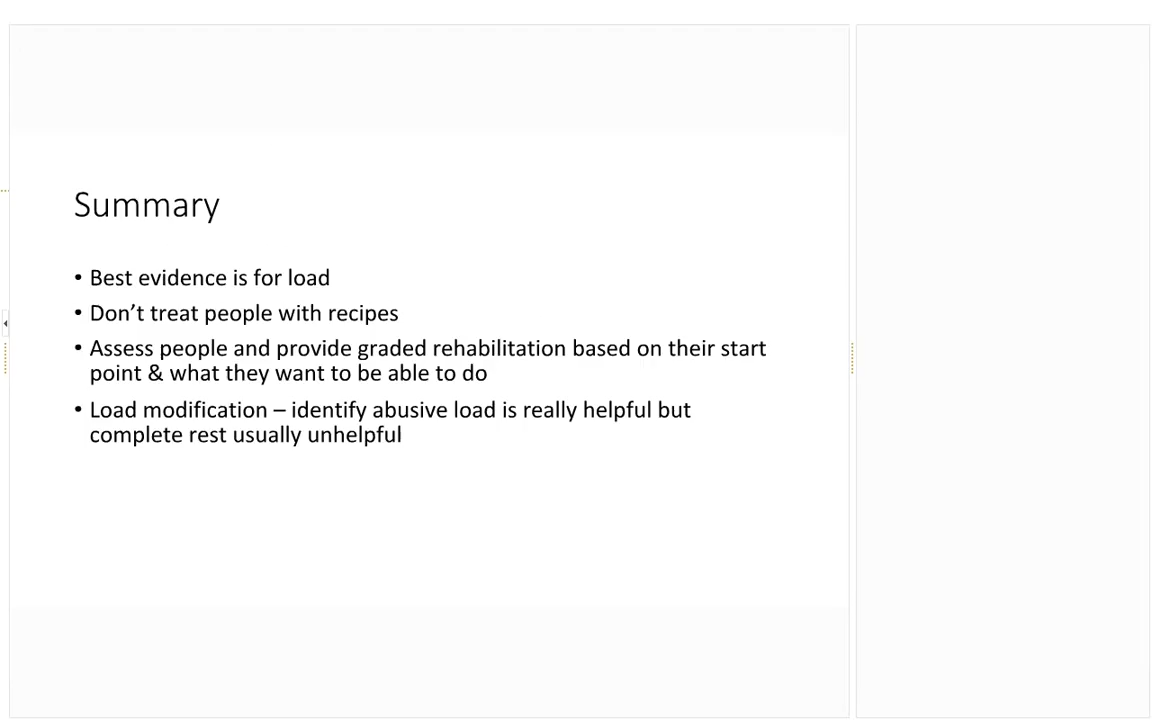 Summary
• Best evidence is for load
• Don’t treat people with recipes
• Assess people and provide graded rehabilitation based on their start
point & what they want to be able to do
• Load modification – identify abusive load is really helpful but
complete rest usually unhelpful